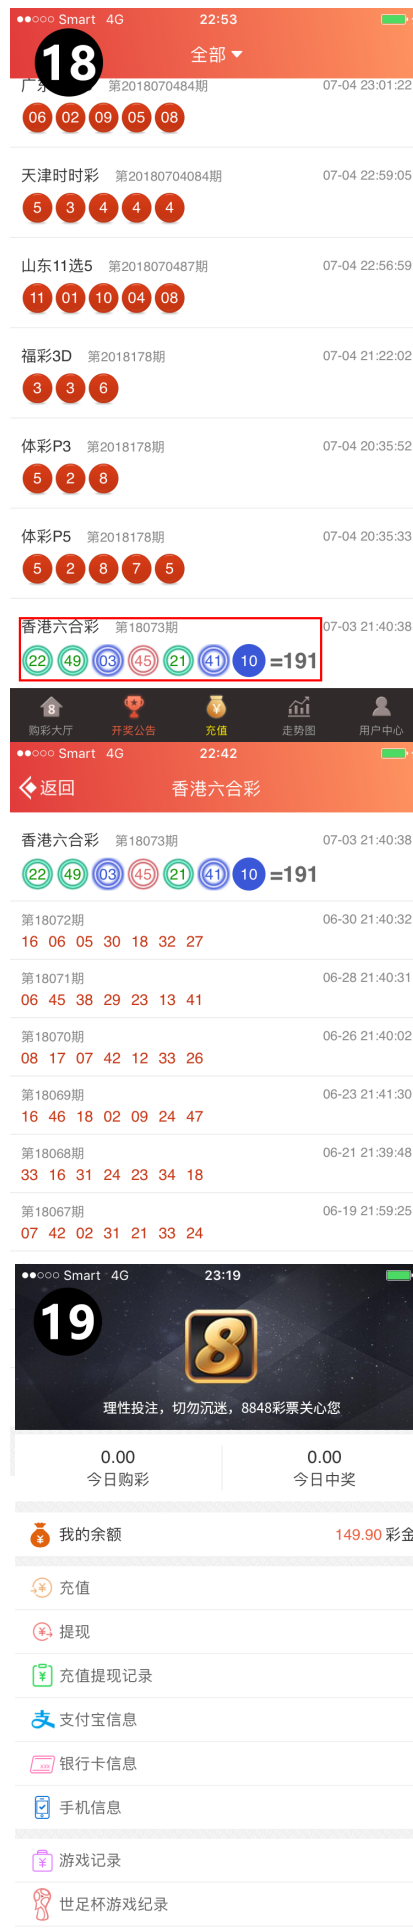 Smart 4G 22:53
18 全部
广东 第2018070484期 07-04 23:01:22
06 02 09 05 08
天津时时彩 第20180704084期 07-04 22:59:05
5 3 4 4 4
山东11选5 第2018070487期 07-04 22:56:59
11 01 10 04 08
福彩3D 第2018178期 07-04 21:22:02
3 3 6
体彩P3 第2018178期 07-04 20:35:52
5 2 8
体彩P5 第2018178期 07-04 20:35:33
5 2 8 7 5
香港六合彩 第18073期 07-03 21:40:38
22 49 03 45 21 41 10 =191
8 ¥
购彩大厅 开奖公告 充值 走势图 用户中心
Smart 4G 22:42
返回 香港六合彩
香港六合彩 第18073期 07-03 21:40:38
22 49 03 45 21 41 10 =191
第18072期 06-30 21:40:32
16 06 05 30 18 32 27
第18071期 06-28 21:40:31
06 45 38 29 23 13 41
第18070期 06-26 21:40:02
08 17 07 42 12 33 26
第18069期 06-23 21:41:30
16 46 18 02 09 24 47
第18068期 06-21 21:39:48
33 16 31 24 23 34 18
第18067期 06-19 21:59:25
07 42 02 31 21 33 24
Smart 4G 23:19
19
8
理性投注，切勿沉迷，8848彩票关心您
0.00 0.00
今日购彩 今日中奖
¥ 我的余额 149.90 彩金
¥ 充值
¥ 提现
¥ 充值提现记录
支 支付宝信息
银行卡信息
手机信息
¥ 游戏记录
世足杯游戏纪录